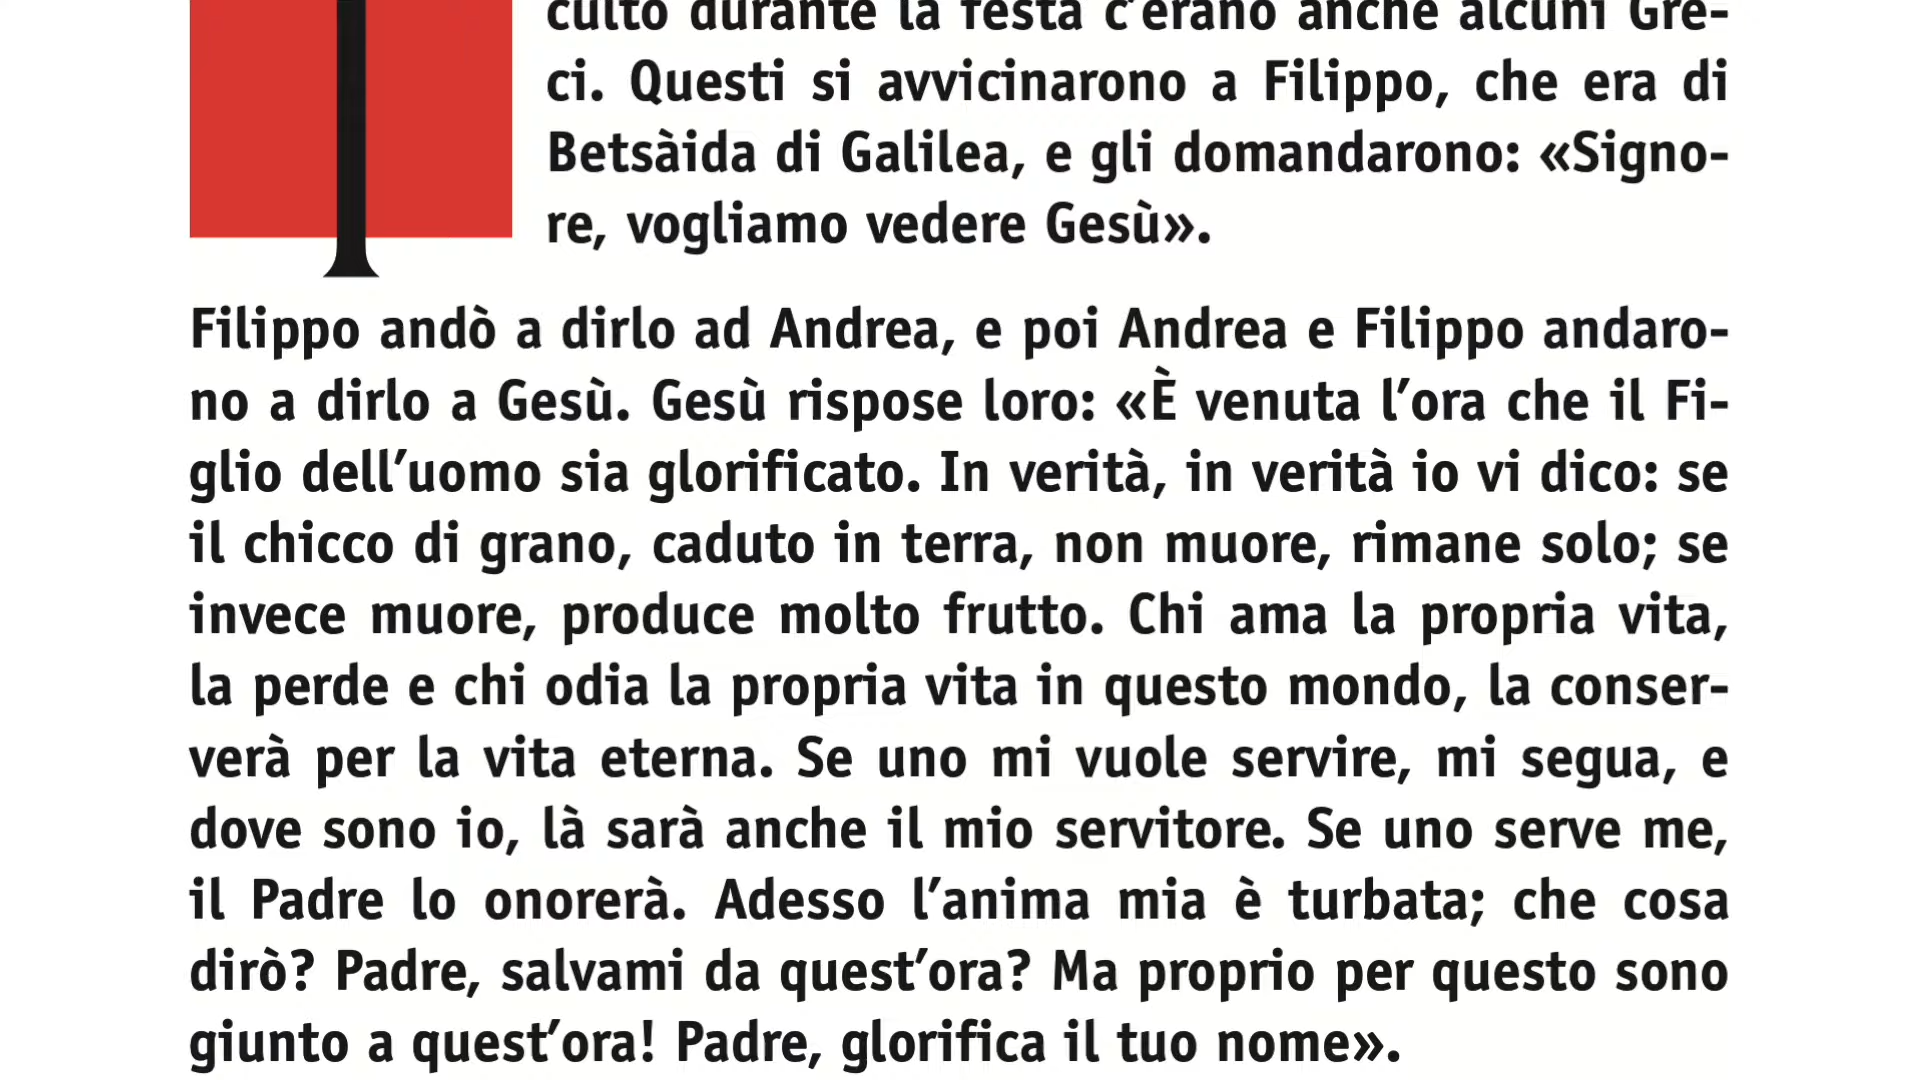 culto durante la festa c’erano anche alcuni Gre-
ci. Questi si avvicinarono a Filippo, che era di
Betsàida di Galilea, e gli domandarono: «Signo-
re, vogliamo vedere Gesù».
Filippo andò a dirlo ad Andrea, e poi Andrea e Filippo andaro-
no a dirlo a Gesù. Gesù rispose loro: «È venuta l’ora che il Fi-
glio dell’uomo sia glorificato. In verità, in verità io vi dico: se
il chicco di grano, caduto in terra, non muore, rimane solo; se
invece muore, produce molto frutto. Chi ama la propria vita,
la perde e chi odia la propria vita in questo mondo, la conser-
verà per la vita eterna. Se uno mi vuole servire, mi segua, e
dove sono io, là sarà anche il mio servitore. Se uno serve me,
il Padre lo onorerà. Adesso l’anima mia è turbata; che cosa
dirò? Padre, salvami da quest’ora? Ma proprio per questo sono
giunto a quest’ora! Padre, glorifica il tuo nome».